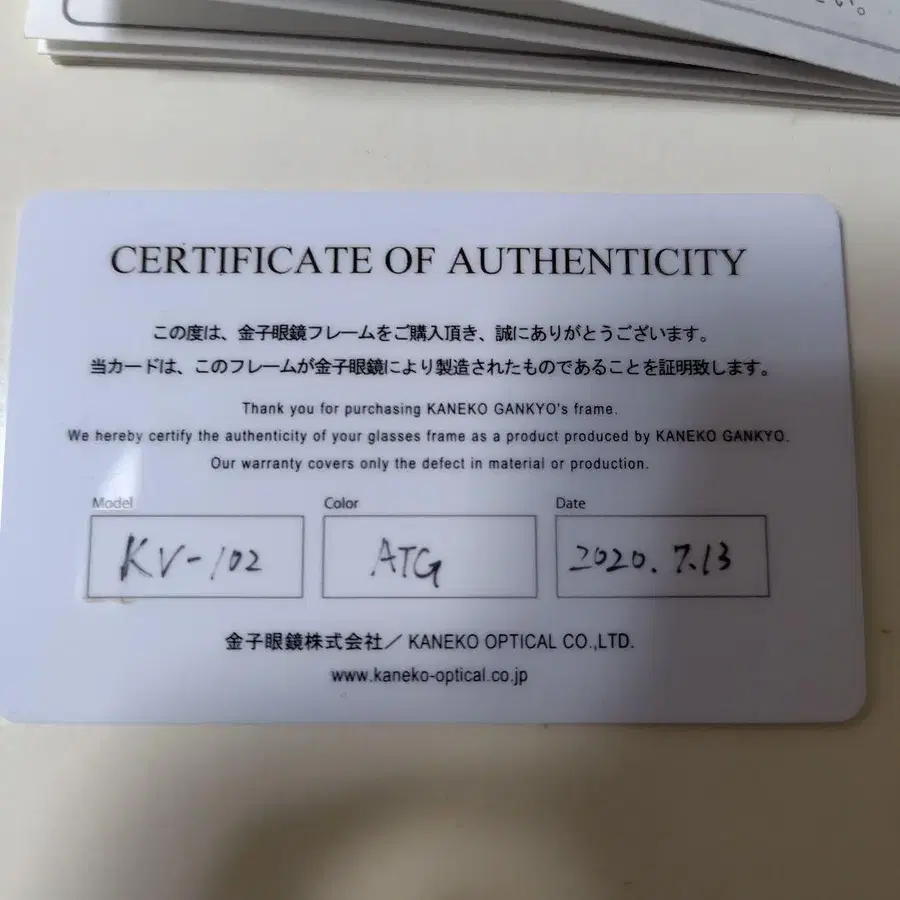 い。
CERTIFICATE OF AUTHENTICITY
この度は、金子眼鏡フレームをご購入頂き、誠にありがとうございます。
当カードは、このフレームが金子眼鏡により製造されたものであることを証明致します。
Thank you for purchasing KANEKO GANKYO's frame.
We hereby certify the authenticity of your glasses frame as a product produced by KANEKO GANKYO.
Our warranty covers only the defect in material or production.
Model Color Date
KV-102 ATG 2020.7.13
金子眼鏡株式会社/ KANEKO OPTICAL CO.,LTD.
www.kaneko-optical.co.jp